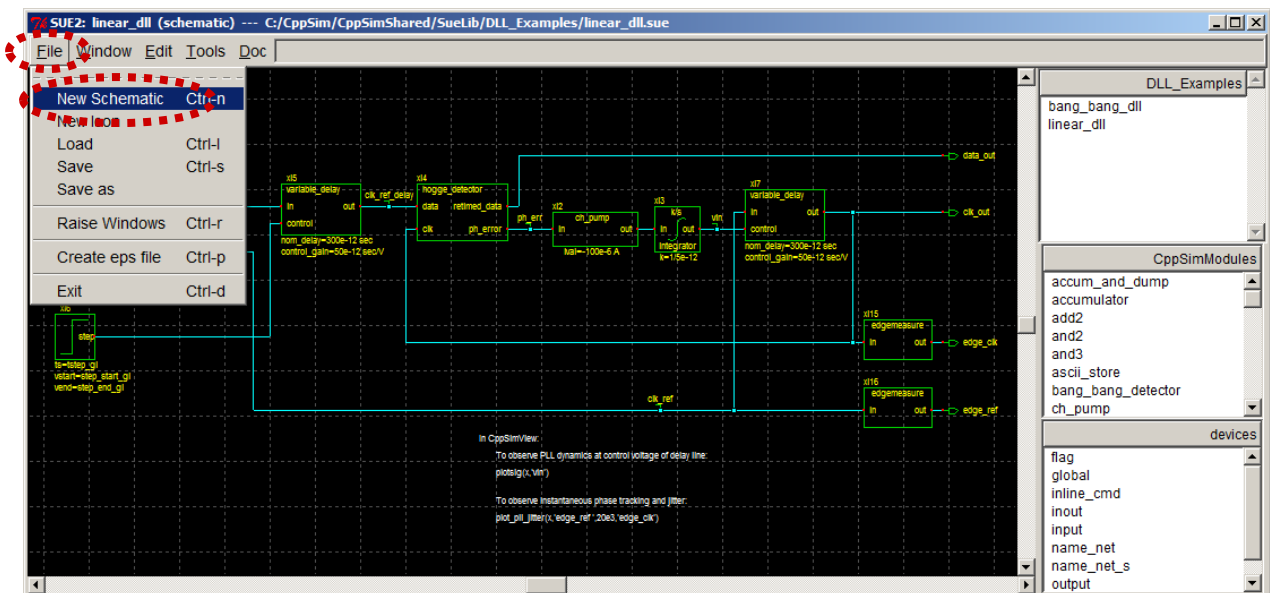 SUE2: linear_dll (schematic)  --- C:/CppSim/CppSimShared/SueLib/DLL_Examples/linear_dll.sue
File Window Edit Tools Doc
New Schematic Ctrl-n
New Icon
Load Ctrl-l
Save Ctrl-s
Save as
Raise Windows Ctrl-r
Create eps file Ctrl-p
Exit Ctrl-d
xi5
variable_delay
in out
control
nom_delay=300e-12 sec
control_gain=50e-12 sec/V
clk_ref_delay
xi4
hogge_detector
data retimed_data
clk ph_error
ph_err
xi2
ch_pump
in out
ival=-100e-6 A
xi3
k/s
in out
integrator
k=1/5e-12
vin
xi7
variable_delay
in out
control
nom_delay=300e-12 sec
control_gain=50e-12 sec/V
data_out
clk_out
xi6
step
ts=tstep_gl
vstart=step_start_gl
vend=step_end_gl
xi15
edgemeasure
in out
edge_clk
xi16
edgemeasure
in out
edge_ref
clk_ref
In CppSimView:
To observe PLL dynamics at control voltage of delay line:
plotsig(x,'vin')
To observe instantaneous phase tracking and jitter:
plot_pll_jitter(x,'edge_ref',20e3,'edge_clk')
DLL_Examples
bang_bang_dll
linear_dll
CppSimModules
accum_and_dump
accumulator
add2
and2
and3
ascii_store
bang_bang_detector
ch_pump
devices
flag
global
inline_cmd
inout
input
name_net
name_net_s
output